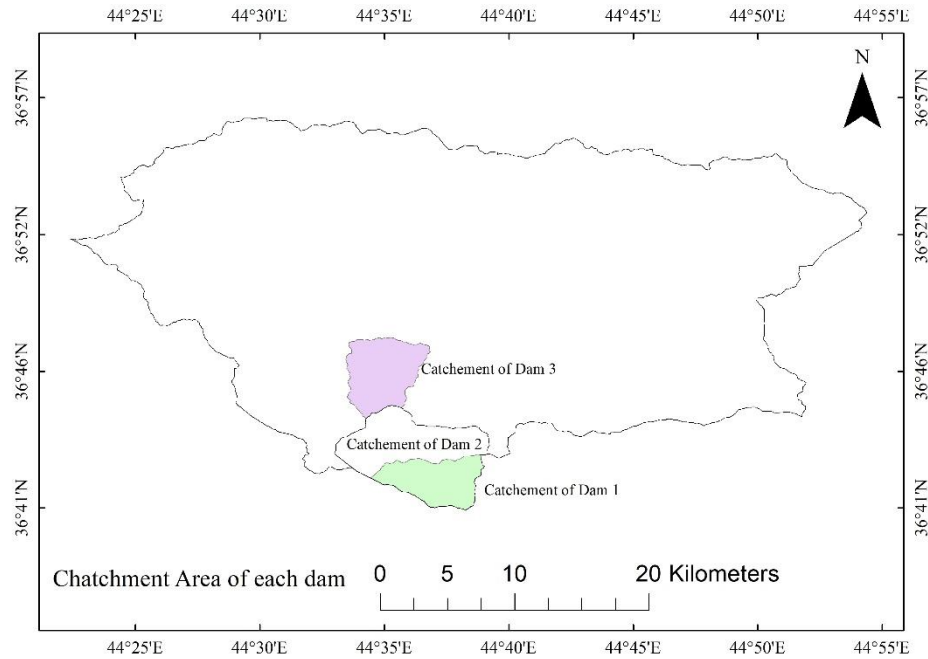 44°25'E 44°30'E 44°35'E 44°40'E 44°45'E 44°50'E 44°55'E
N
36°57'N 36°57'N
36°52'N 36°52'N
36°46'N 36°46'N
Catchement of Dam 3
Catchement of Dam 2
Catchement of Dam 1
36°41'N 36°41'N
Chatchment Area of each dam 0 5 10 20 Kilometers
44°25'E 44°30'E 44°35'E 44°40'E 44°45'E 44°50'E 44°55'E